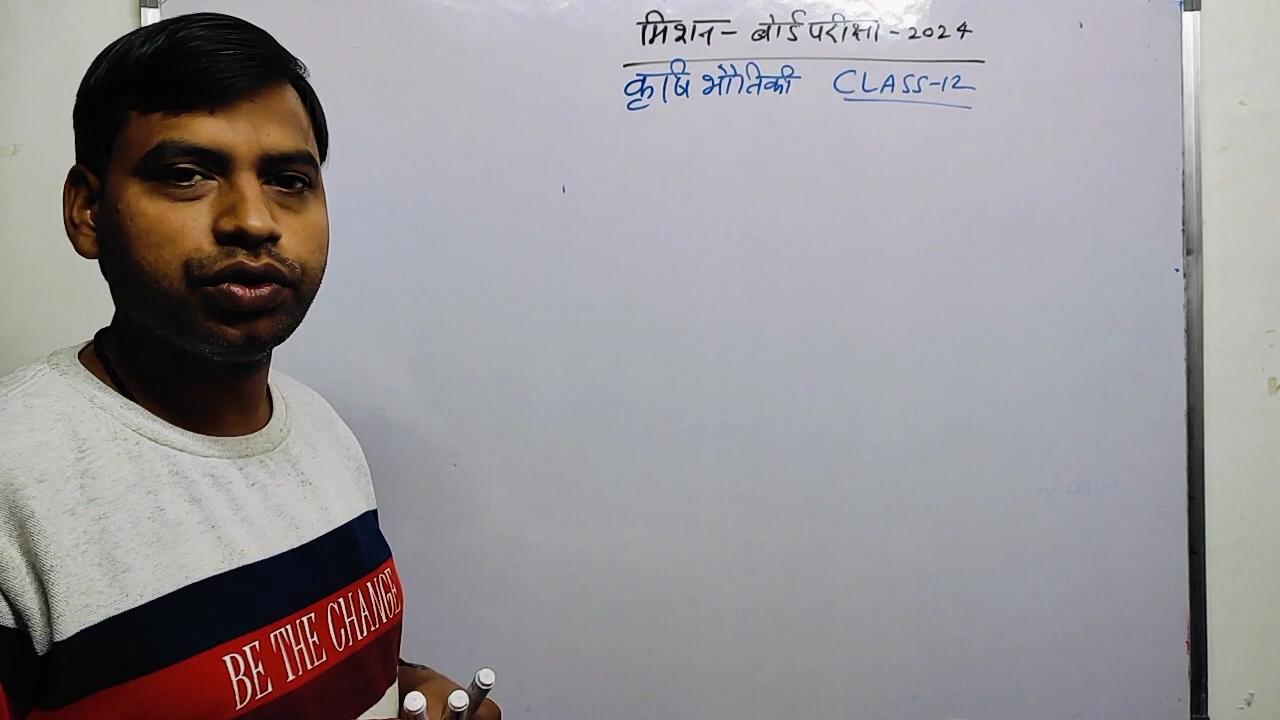 मिशन - बोर्ड परीक्षा - 2024
कृषि भौतिकी CLASS-12
BE THE CHANGE